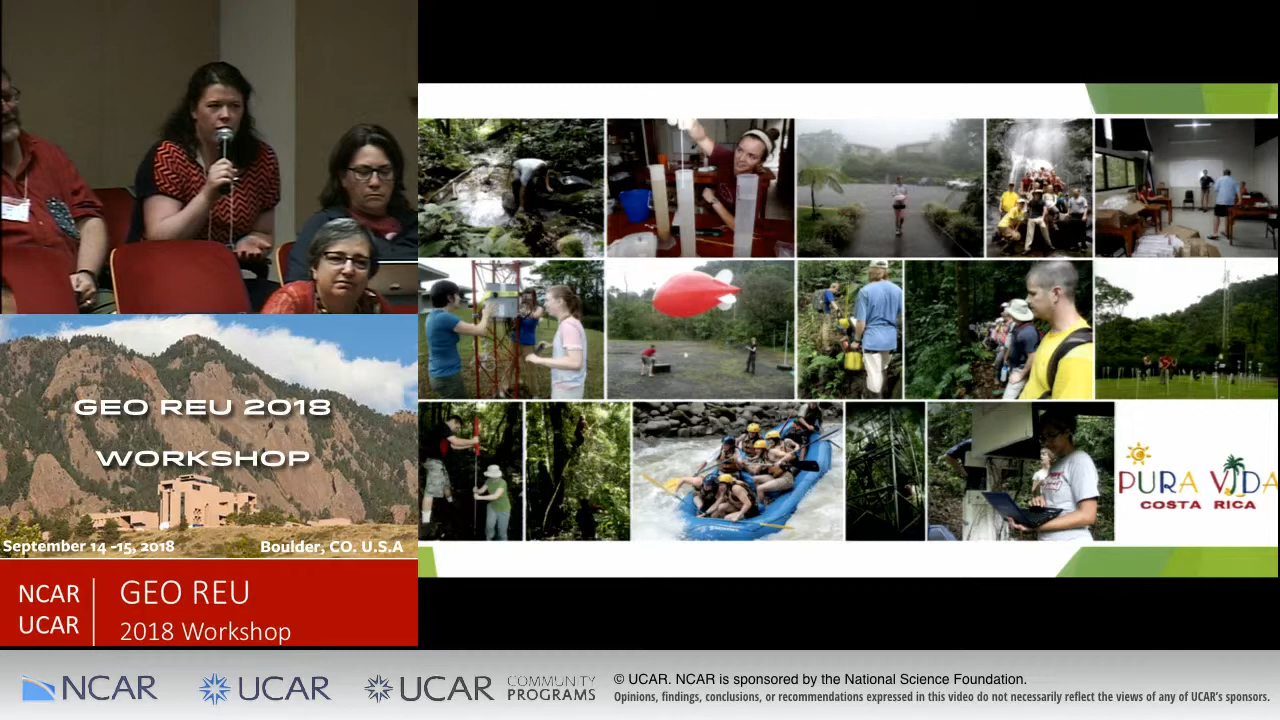 GEO REU 2018
WORKSHOP
September 14 -15, 2018
Boulder, CO. U.S.A
NCAR
UCAR
GEO REU
2018 Workshop
PURA VIDA
COSTA RICA
NCAR
UCAR
UCAR
COMMUNITY
PROGRAMS
© UCAR. NCAR is sponsored by the National Science Foundation.
Opinions, findings, conclusions, or recommendations expressed in this video do not necessarily reflect the views of any of UCAR's sponsors.